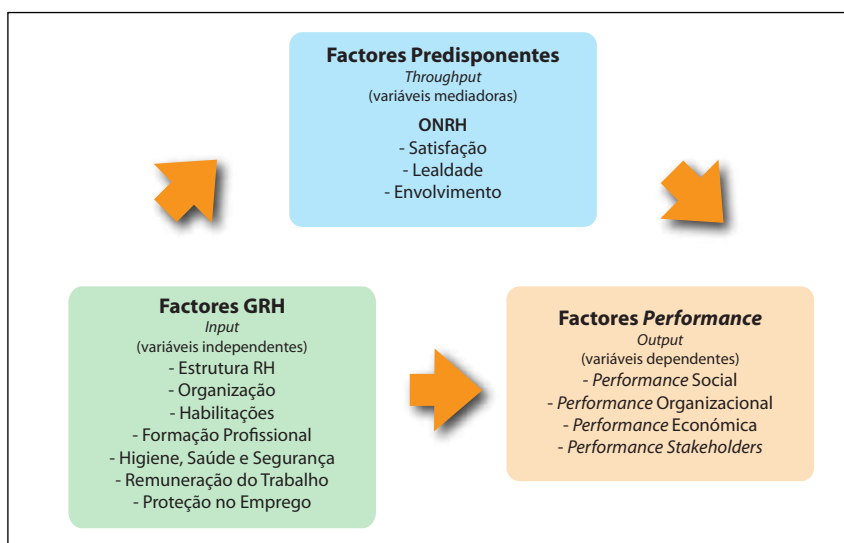 Factores Predisponentes
Throughput
(variáveis mediadoras)
ONRH
- Satisfação
- Lealdade
- Envolvimento
Factores GRH
Input
(variáveis independentes)
- Estrutura RH
- Organização
- Habilitações
- Formação Profissional
- Higiene, Saúde e Segurança
- Remuneração do Trabalho
- Proteção no Emprego
Factores Performance
Output
(variáveis dependentes)
- Performance Social
- Performance Organizacional
- Performance Económica
- Performance Stakeholders